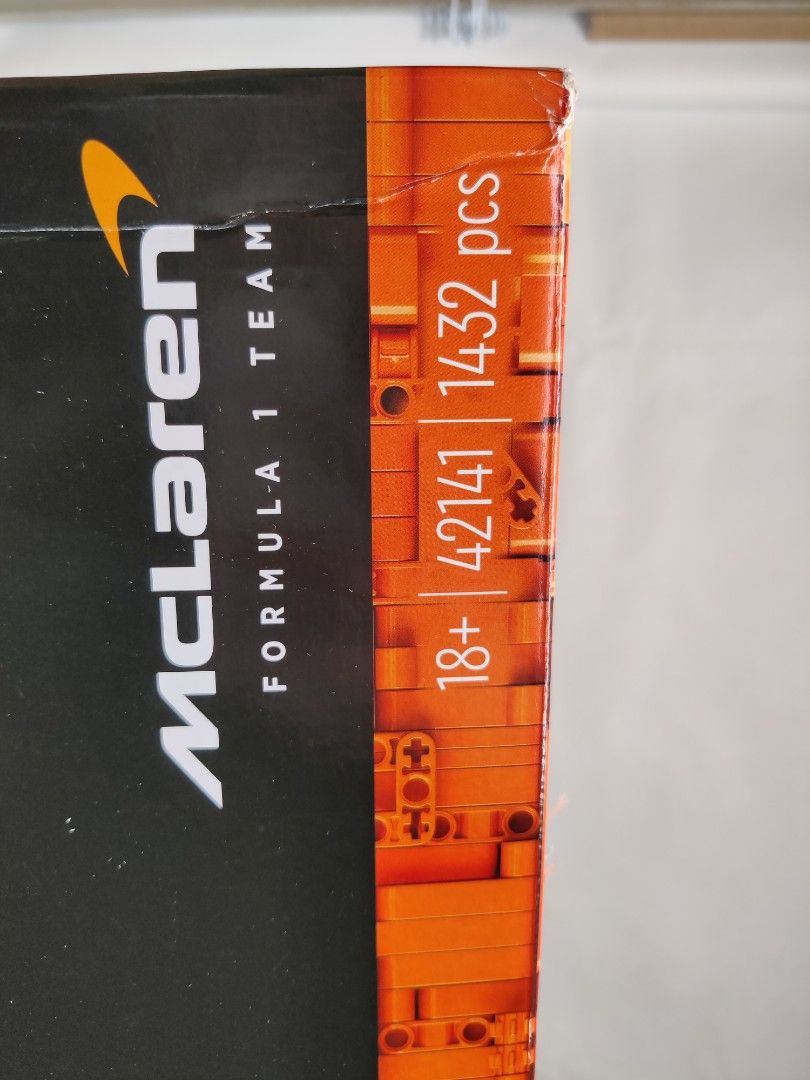 McLaren
FORMULA 1 TEAM
18+ | 42141 | 1432 pcs